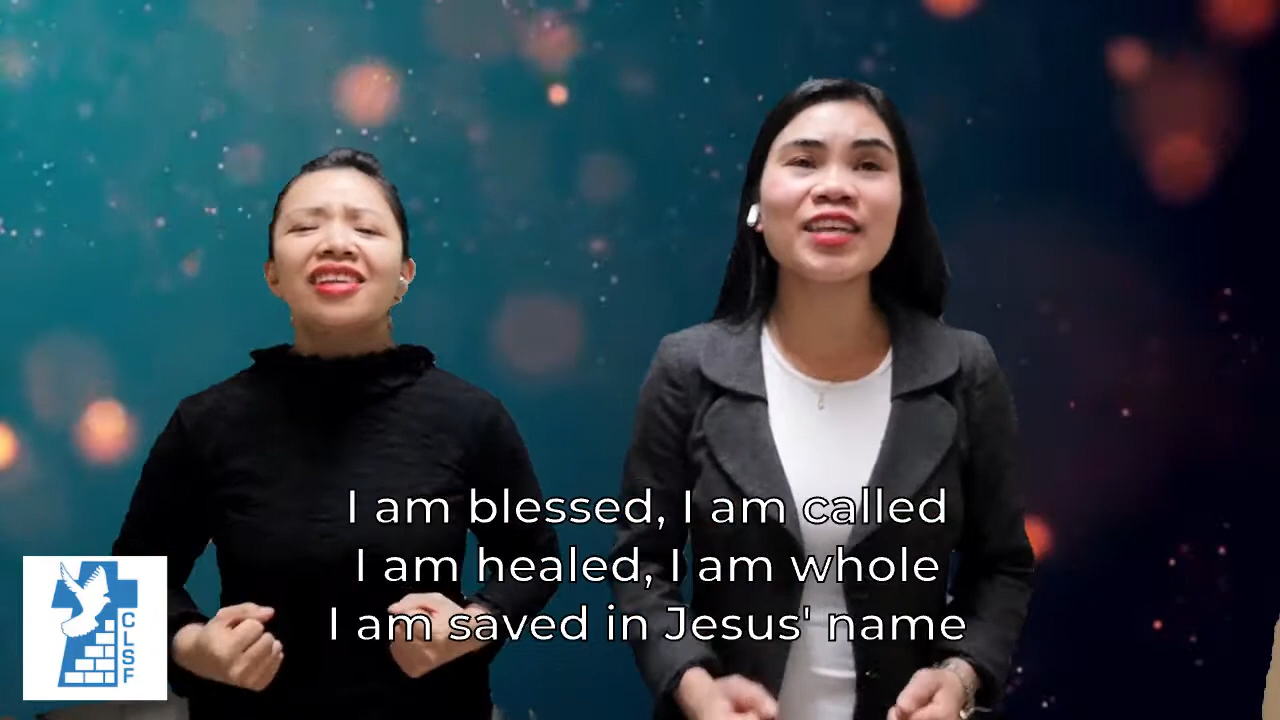 I am blessed, I am called
I am healed, I am whole
I am saved in Jesus' name
CLSF